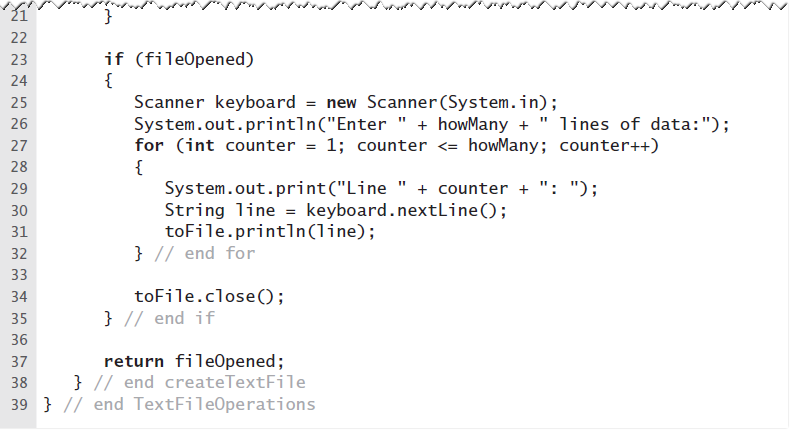 21 }
22
23 if (fileOpened)
24 {
25 Scanner keyboard = new Scanner(System.in);
26 System.out.println("Enter " + howMany + " lines of data:");
27 for (int counter = 1; counter <= howMany; counter++)
28 {
29 System.out.print("Line " + counter + ": ");
30 String line = keyboard.nextLine();
31 toFile.println(line);
32 } // end for
33
34 toFile.close();
35 } // end if
36
37 return fileOpened;
38 } // end createTextFile
39 } // end TextFileOperations